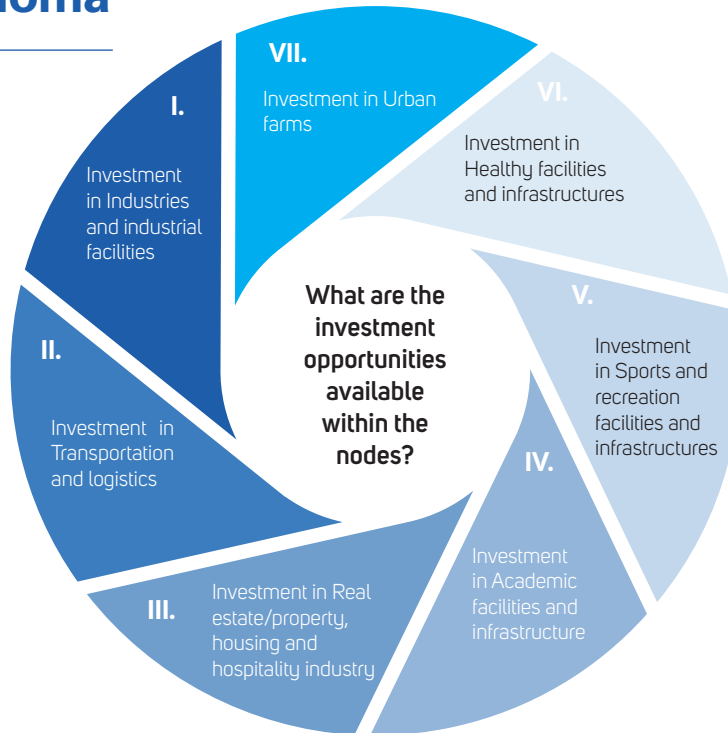 I.
Investment
in Industries
and industrial
facilities
II.
Investment in
Transportation
and logistics
III.
Investment in Real
estate/property,
housing and
hospitality industry
IV.
Investment
in Academic
facilities and
infrastructure
V.
Investment
in Sports and
recreation
facilities and
infrastructures
VI.
Investment in
Healthy facilities
and infrastructures
VII.
Investment in Urban
farms
What are the
investment
opportunities
available
within the
nodes?